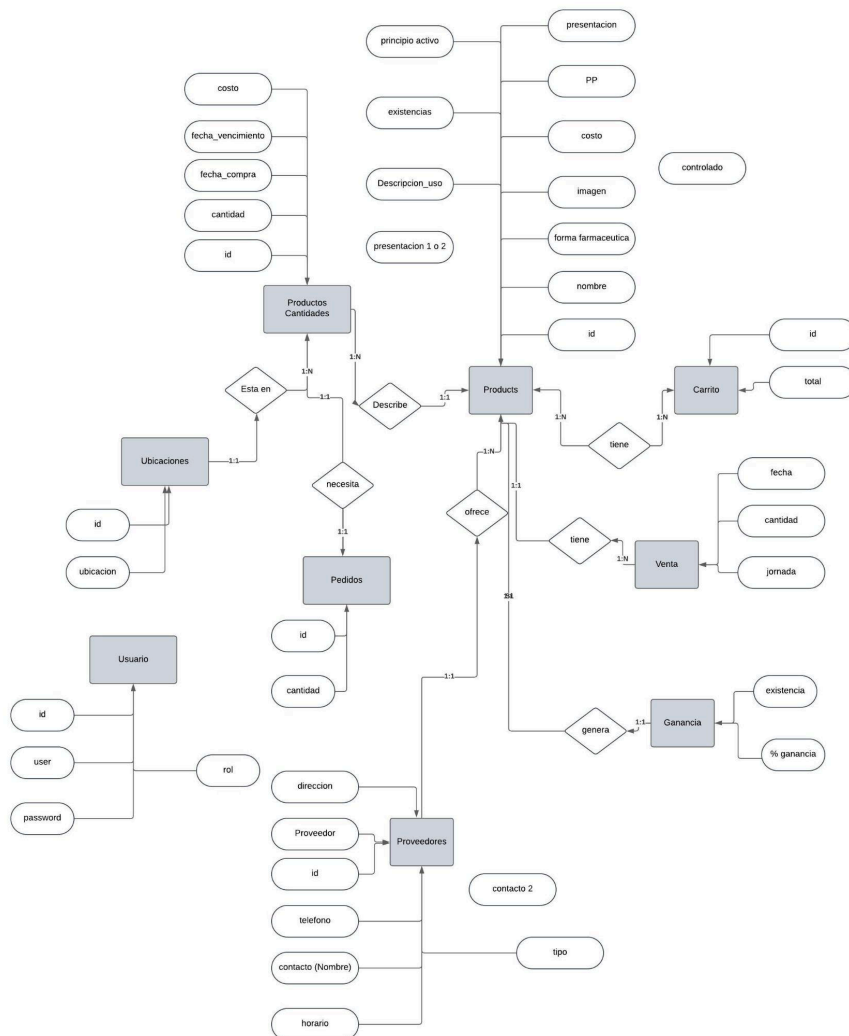 presentacion
principio activo
PP
costo
existencias
costo
fecha_vencimiento
controlado
fecha_compra
Descripcion_uso
imagen
cantidad
forma farmaceutica
presentacion 1 o 2
id
nombre
Productos
Cantidades
id
id
1:N
1:N
Products
Carrito
total
Esta en
1:1
Describe
1:1
1:N
1:N
tiene
Ubicaciones
1:1
1:N
fecha
necesita
1:1
ofrece
id
cantidad
tiene
1:N
1:1
Venta
ubicacion
Pedidos
jornada
id
Usuario
1:1
cantidad
existencia
id
genera
1:1
Ganancia
user
rol
% ganancia
direccion
password
Proveedor
Proveedores
id
contacto 2
telefono
tipo
contacto (Nombre)
horario